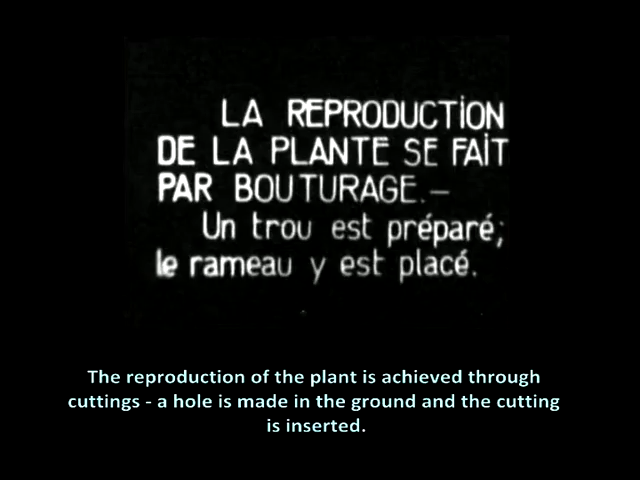 LA REPRODUCTION
DE LA PLANTE SE FAIT
PAR BOUTURAGE.—
Un trou est préparé;
le rameau y est placé.
The reproduction of the plant is achieved through
cuttings - a hole is made in the ground and the cutting
is inserted.